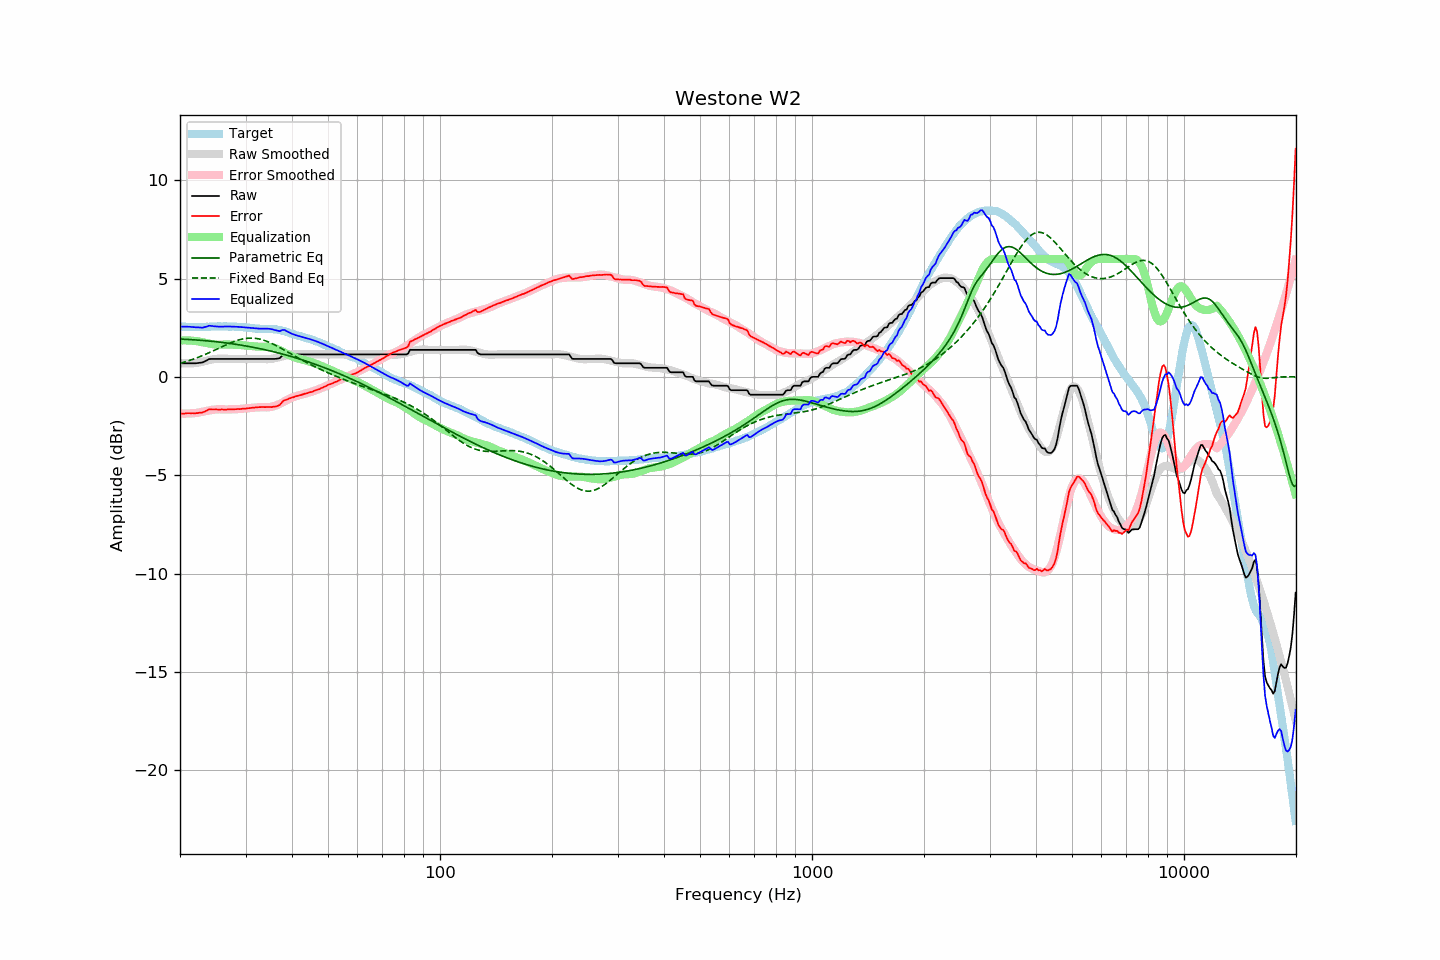 Westone W2
Target
Raw Smoothed
Error Smoothed
Raw
Error
Equalization
Parametric Eq
Fixed Band Eq
Equalized
10
5
0
−5
−10
−15
−20
Amplitude (dBr)
100
1000
10000
Frequency (Hz)